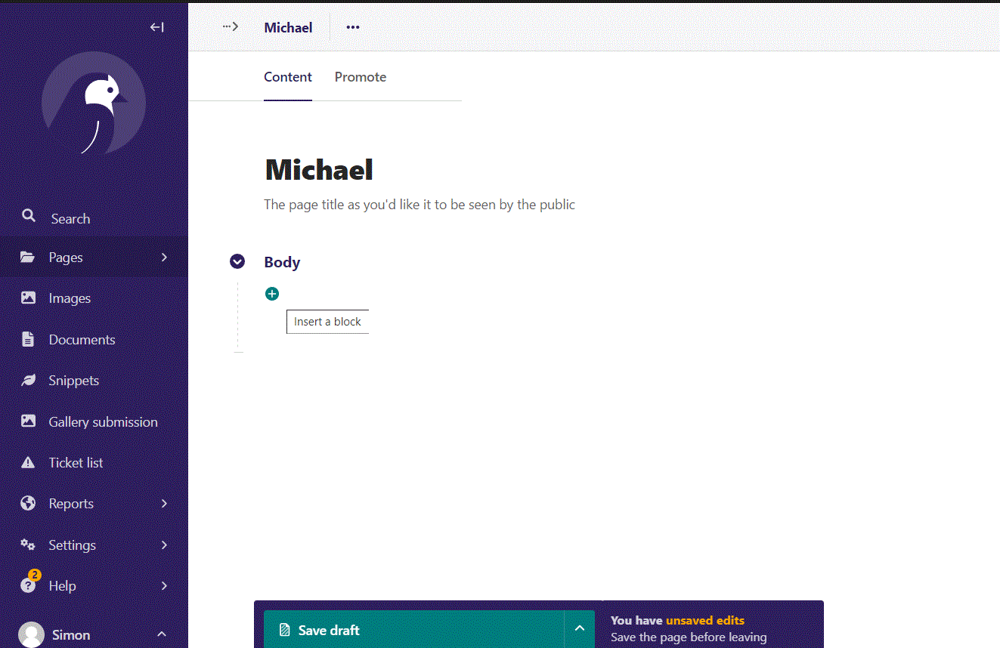 Michael
Content Promote
Michael
The page title as you'd like it to be seen by the public
Search
Pages
Body
Images
Insert a block
Documents
Snippets
Gallery submission
Ticket list
Reports
Settings
2
Help
Save draft
You have unsaved edits
Save the page before leaving
Simon